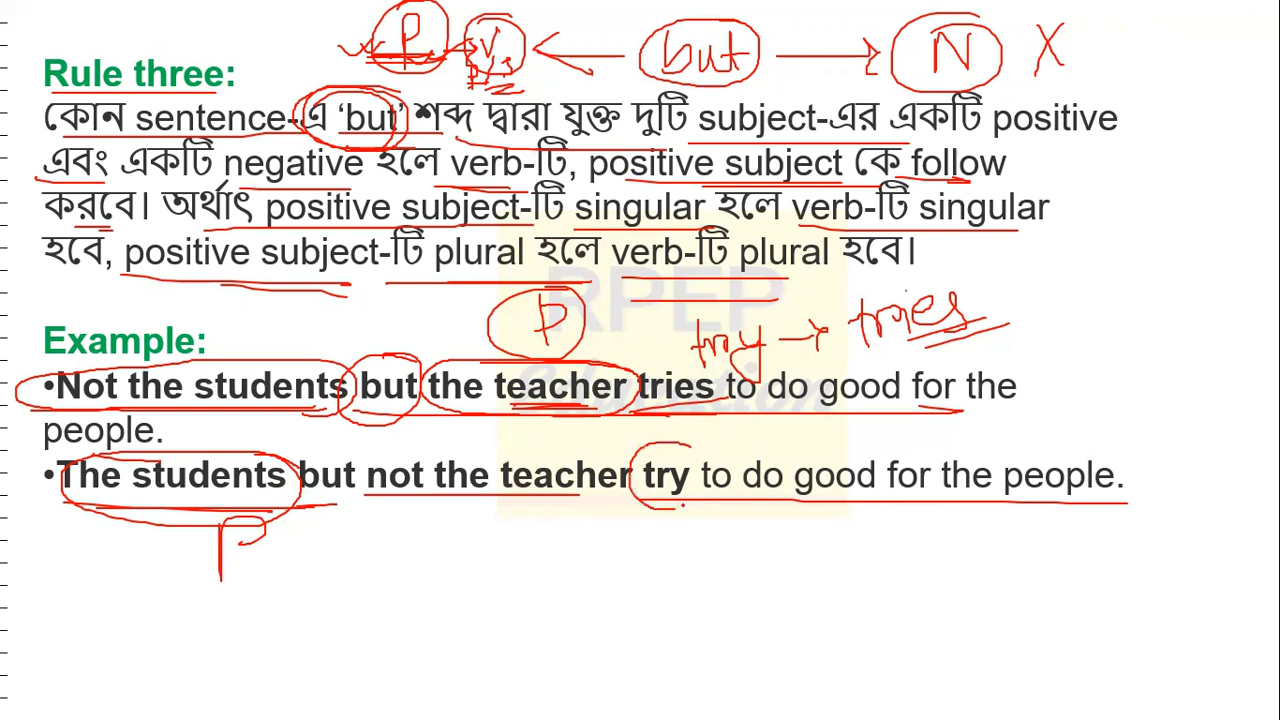 P V but N X
P/S
Rule three:
কোন sentence-এ ‘but’ শব্দ দ্বারা যুক্ত দুটি subject-এর একটি positive
এবং একটি negative হলে verb-টি, positive subject কে follow
করবে। অর্থাৎ positive subject-টি singular হলে verb-টি singular
হবে, positive subject-টি plural হলে verb-টি plural হবে।
RPEP
P try → tries
Example:
•Not the students but the teacher tries to do good for the
Education
people.
•The students but not the teacher try to do good for the people.
P